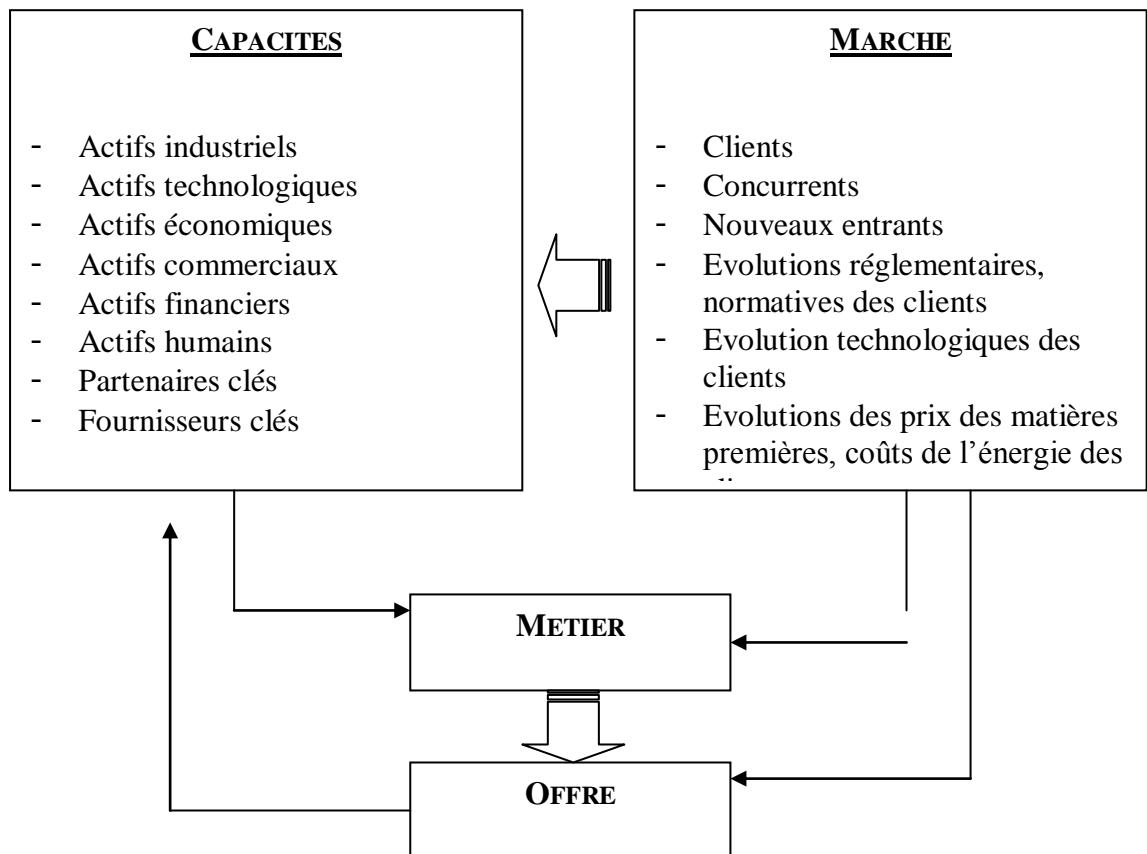 CAPACITES
- Actifs industriels
- Actifs technologiques
- Actifs économiques
- Actifs commerciaux
- Actifs financiers
- Actifs humains
- Partenaires clés
- Fournisseurs clés
MARCHE
- Clients
- Concurrents
- Nouveaux entrants
- Evolutions réglementaires,
normatives des clients
- Evolution technologiques des
clients
- Evolutions des prix des matières
premières, coûts de l’énergie des
METIER
OFFRE